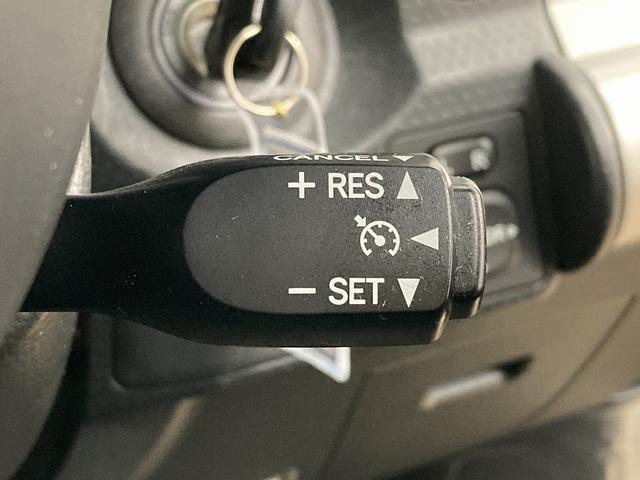 CANCEL
+ RES
- SET
R